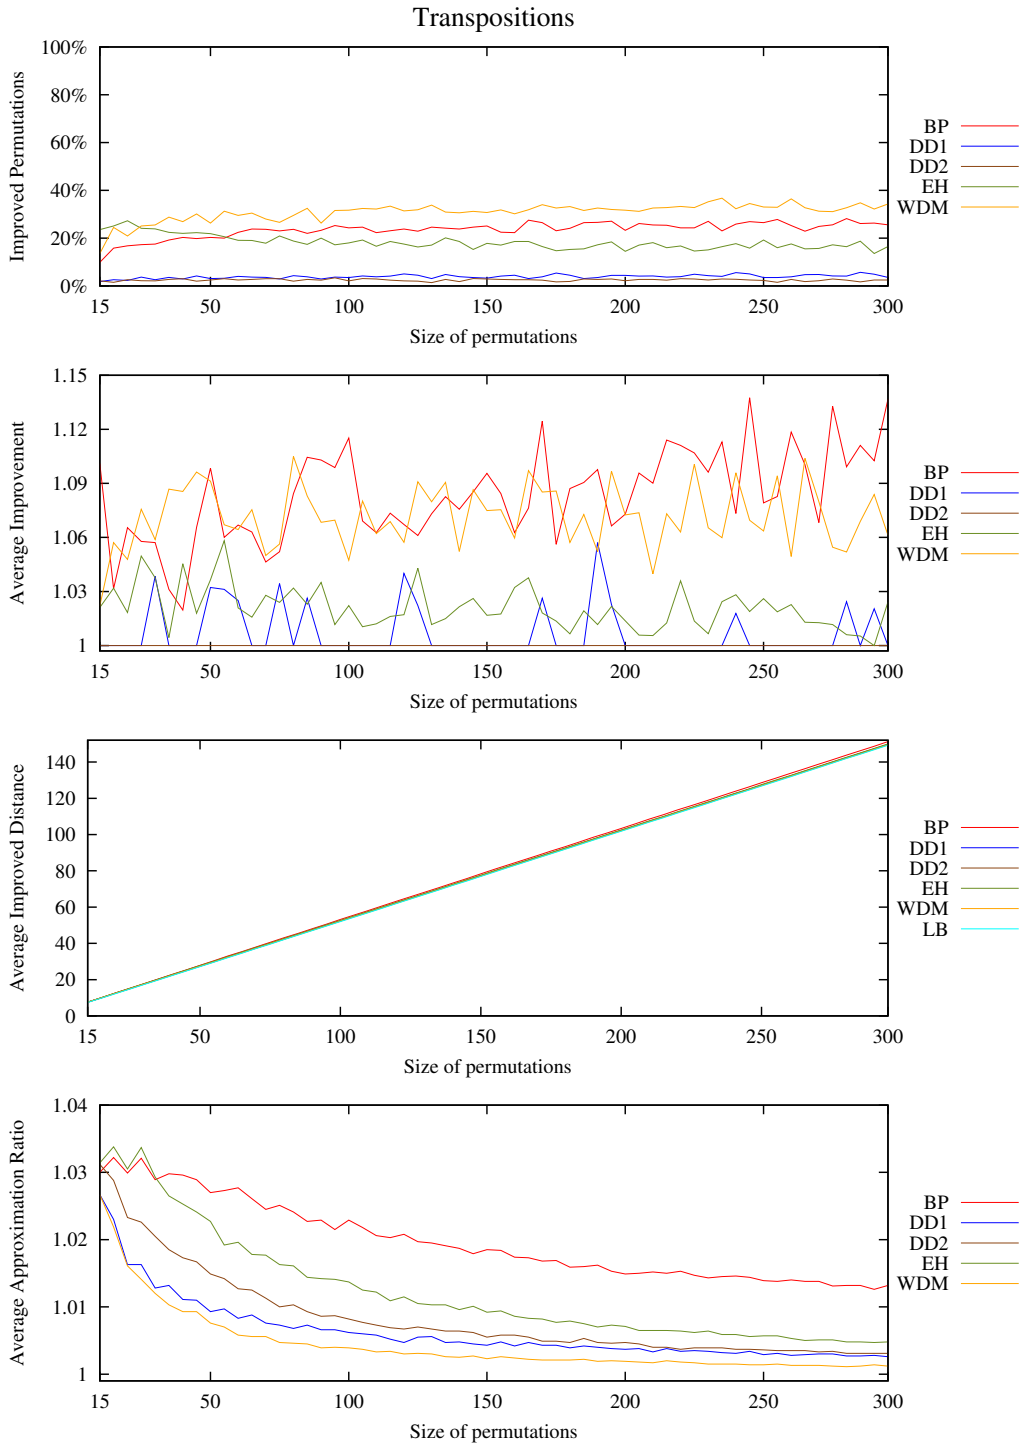 Transpositions
100%
80%
60%
40%
20%
0%
Improved Permutations
15 50 100 150 200 250 300
Size of permutations
BP
DD1
DD2
EH
WDM
1.15
1.12
1.09
1.06
1.03
1
Average Improvement
15 50 100 150 200 250 300
Size of permutations
BP
DD1
DD2
EH
WDM
140
120
100
80
60
40
20
0
Average Improved Distance
15 50 100 150 200 250 300
Size of permutations
BP
DD1
DD2
EH
WDM
LB
1.04
1.03
1.02
1.01
1
Average Approximation Ratio
15 50 100 150 200 250 300
Size of permutations
BP
DD1
DD2
EH
WDM